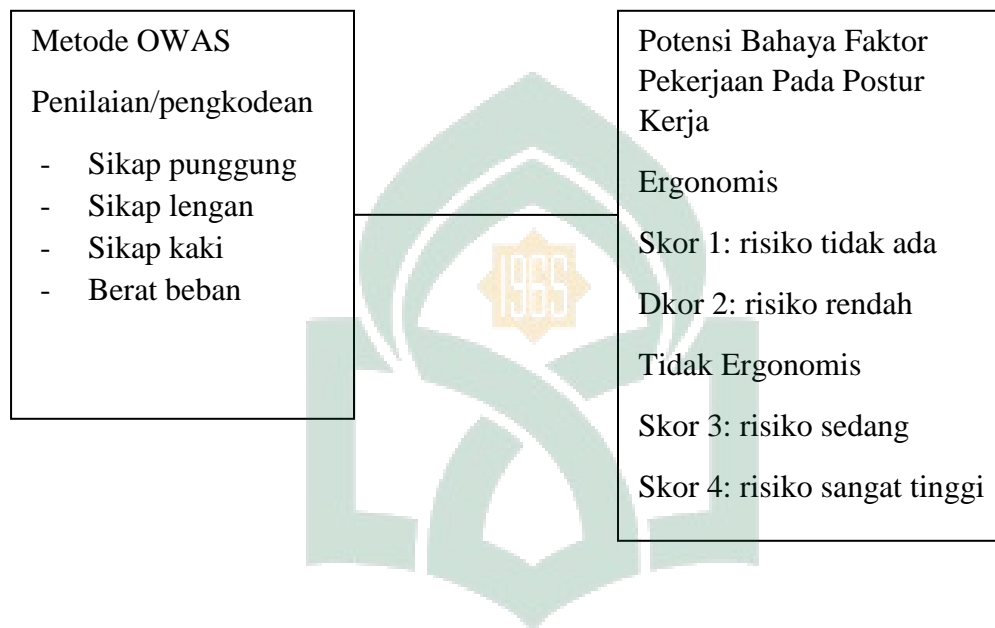 Metode OWAS
Penilaian/pengkodean
- Sikap punggung
- Sikap lengan
- Sikap kaki
- Berat beban
Potensi Bahaya Faktor
Pekerjaan Pada Postur
Kerja
Ergonomis
Skor 1: risiko tidak ada
Dkor 2: risiko rendah
Tidak Ergonomis
Skor 3: risiko sedang
Skor 4: risiko sangat tinggi
1965